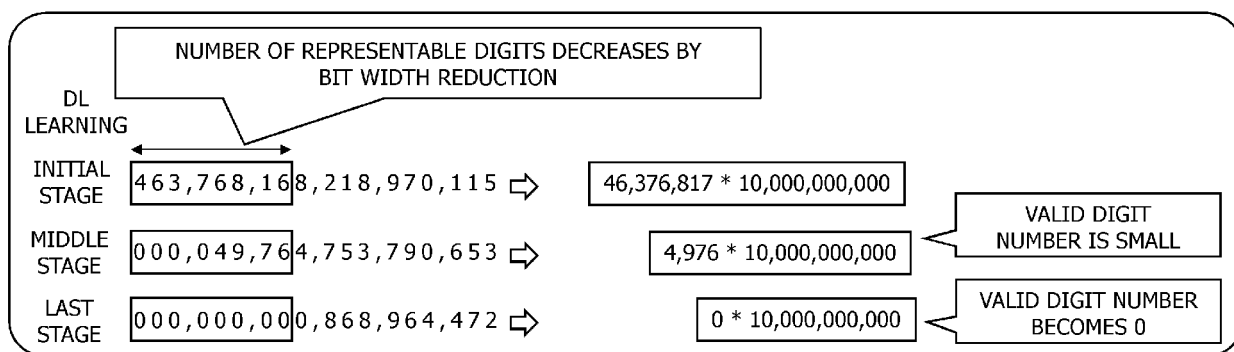 NUMBER OF REPRESENTABLE DIGITS DECREASES BY
BIT WIDTH REDUCTION
DL
LEARNING
INITIAL
STAGE
463,768,168,218,970,115 ⇨ 46,376,817 * 10,000,000,000
MIDDLE
STAGE
000,049,764,753,790,653 ⇨ 4,976 * 10,000,000,000
VALID DIGIT
NUMBER IS SMALL
LAST
STAGE
000,000,000,868,964,472 ⇨ 0 * 10,000,000,000
VALID DIGIT NUMBER
BECOMES 0